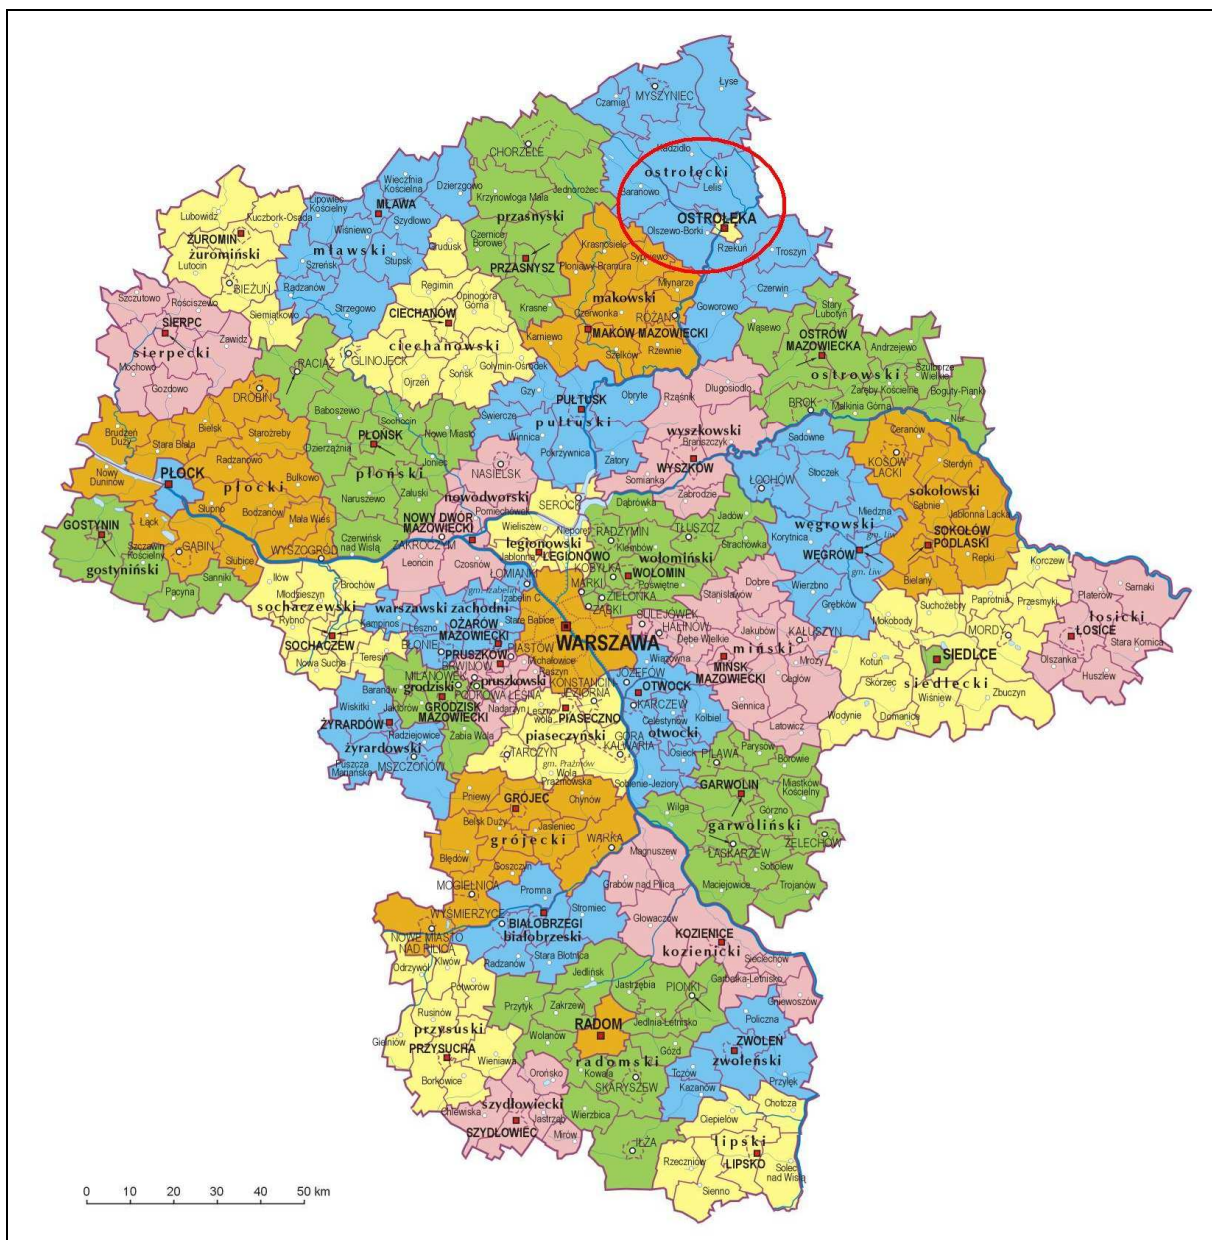 MYSZYNIEC
Łyse
Czarnia
CHORZELE
Kadzidło
ostrołęcki
Lelis
Baranowo
OSTROŁĘKA
Olszewo-Borki
Rzekuń
Troszyn
Czerwin
Goworowo
Wieczfnia
Kościelna
Dzierzgowo
Lipowiec
Kościelny
MŁAWA
Szydłowo
Wiśniewo
mławski
Szreńsk
Stupsk
Radzanów
Strzegowo
Krzynowłoga Mała
Jednorożec
przasnyski
Czernice
Borowe
PRZASNYSZ
Krasne
Lubowidz
Kuczbork-Osada
ŻUROMIN
żuromiński
Lutocin
BIEŻUŃ
Siemiątkowo
Krasnosielc
Sypniewo
Płoniawy-Bramura
Młynarze
makowski
RÓŻAN
Czerwonka
MAKÓW MAZOWIECKI
Karniewo
Szelków
Rzewnie
Grudusk
Regimin
Opinogóra
Górna
CIECHANÓW
ciechanowski
GLINOJECK
Ojrzeń
Sońsk
Gołymin-Ośrodek
Szczutowo
Rościszewo
SIERPC
Zawidz
sierpecki
Mochowo
Gozdowo
Stary
Lubotyń
Wąsewo
OSTRÓW
MAZOWIECKA
Andrzejewo
ostrowski
Szulborze
Wielkie
Zaręby Kościelne
Boguty-Pianki
BROK
Małkinia Górna
Nur
RACIĄŻ
Baboszewo
Sochocin
PŁOŃSK
Nowe Miasto
Dzierzążnia
Joniec
płoński
Załuski
Naruszewo
Czerwińsk
nad Wisłą
DROBIN
Bielsk
Starożreby
Brudzeń
Duży
Stara Biała
Radzanowo
Nowy
Duninów
PŁOCK
płocki
Bulkowo
Słupno
Bodzanów
Mała Wieś
Łąck
GĄBIN
WYSZOGRÓD
Słubice
Gzy
PUŁTUSK
Obryte
Świercze
pułtuski
Winnica
Pokrzywnica
Zatory
Długosiodło
Rząśnik
wyszkowski
Brańszczyk
WYSZKÓW
Somianka
Zabrodzie
Sadowne
ŁOCHÓW
Stoczek
Miedzna
węgrowski
Korytnica
WĘGRÓW
gm. Liw
gm. Liw
Wierzbno
Grębków
Ceranów
KOSÓW
LACKI
Sterdyń
sokołowski
Sabnie
Jabłonna Lacka
SOKOŁÓW
PODLASKI
Repki
Bielany
GOSTYNIN
Szczawin
Kościelny
gostyniński
Sanniki
Pacyna
NASIELSK
nowodworski
Pomiechówek
NOWY DWÓR
MAZOWIECKI
ZAKROCZYM
Leoncin
Czosnów
SEROCK
Wieliszew
Nieporęt
legionowski
LEGIONOWO
Jabłonna
Dąbrówka
RADZYMIN
TŁUSZCZ
Jadów
Klembów
Strachówka
wołomiński
KOBYŁKA
WOŁOMIN
Poświętne
MARKI
ZIELONKA
ZĄBKI
Iłów
Brochów
Młodzieszyn
sochaczewski
Rybno
SOCHACZEW
Nowa Sucha
Teresin
ŁOMIANKI
gm. Izabelin
Izabelin C
warszawski zachodni
Kampinos
Leszno
OŻARÓW
MAZOWIECKI
Stare Babice
BŁONIE
WARSZAWA
PRUSZKÓW
PIASTÓW
BRWINÓW
Michałowice
Raszyn
pruszkowski
MILANÓWEK
grodziski
PODKOWA LEŚNA
Nadarzyn
GRODZISK
MAZOWIECKI
Baranów
Jaktorów
Żabia Wola
Wiskitki
ŻYRARDÓW
Radziejowice
żyrardowski
Puszcza
Mariańska
MSZCZONÓW
KONSTANCIN
JEZIORNA
Leszno
wola
PIASECZNO
piaseczyński
GÓRA
KALWARIA
TARCZYN
gm. Prażmów
Wola
Prażmowska
SULEJÓWEK
HALINÓW
Dębe Wielkie
Stanisławów
Dobre
Jakubów
KAŁUSZYN
miński
MIŃSK
MAZOWIECKI
Mrozy
Cegłów
Siennica
Latowicz
Wiązowna
JÓZEFÓW
OTWOCK
KARCZEW
Celestynów
Kołbiel
otwocki
Osieck
Sobienie-Jeziory
Korczew
Paprotnia
Przesmyki
Suchożebry
Mokobody
MORDY
SIEDLCE
Kotuń
siedlecki
Skórzec
Zbuczyn
Wiśniew
Domanice
Wodynie
Sarnaki
Platerów
łosicki
ŁOSICE
Stara Kornica
Olszanka
Huszlew
PILAWA
Parysów
Borowie
GARWOLIN
Miastków
Kościelny
Wilga
Górzno
garwoliński
ŻELECHÓW
ŁASKARZEW
Sobolew
Maciejowice
Trojanów
Pniewy
GRÓJEC
Chynów
Belsk Duży
Jasieniec
grójecki
WARKA
Błędów
Goszczyn
MOGIELNICA
NOWE MIASTO
NAD PILICĄ
Promna
WYŚMIERZYCE
Stromiec
BIAŁOBRZEGI
białobrzeski
Stara Błotnica
Radzanów
Magnuszew
Grabów nad Pilicą
Głowaczów
KOZIENICE
kozienicki
Sieciechów
Garbatka-Letnisko
Gniewoszów
Klwów
Odrzywół
Potworów
Rusinów
przysuski
Gielniów
PRZYSUCHA
Wieniawa
Borkowice
Jedlińsk
Jastrzębia
PIONKI
Przytyk
Zakrzew
RADOM
Jedlnia-Letnisko
Wolanów
radomski
Gózd
Kowala
SKARYSZEW
Wierzbica
IŁŻA
Policzna
ZWOLEŃ
zwoleński
Tczów
Kazanów
Przyłęk
Orońsko
szydłowiecki
Chlewiska
Jastrząb
SZYDŁOWIEC
Mirów
Chotcza
Ciepielów
lipski
LIPSKO
Rzeczniów
Solec
nad Wisłą
Sienno
0 10 20 30 40 50 km